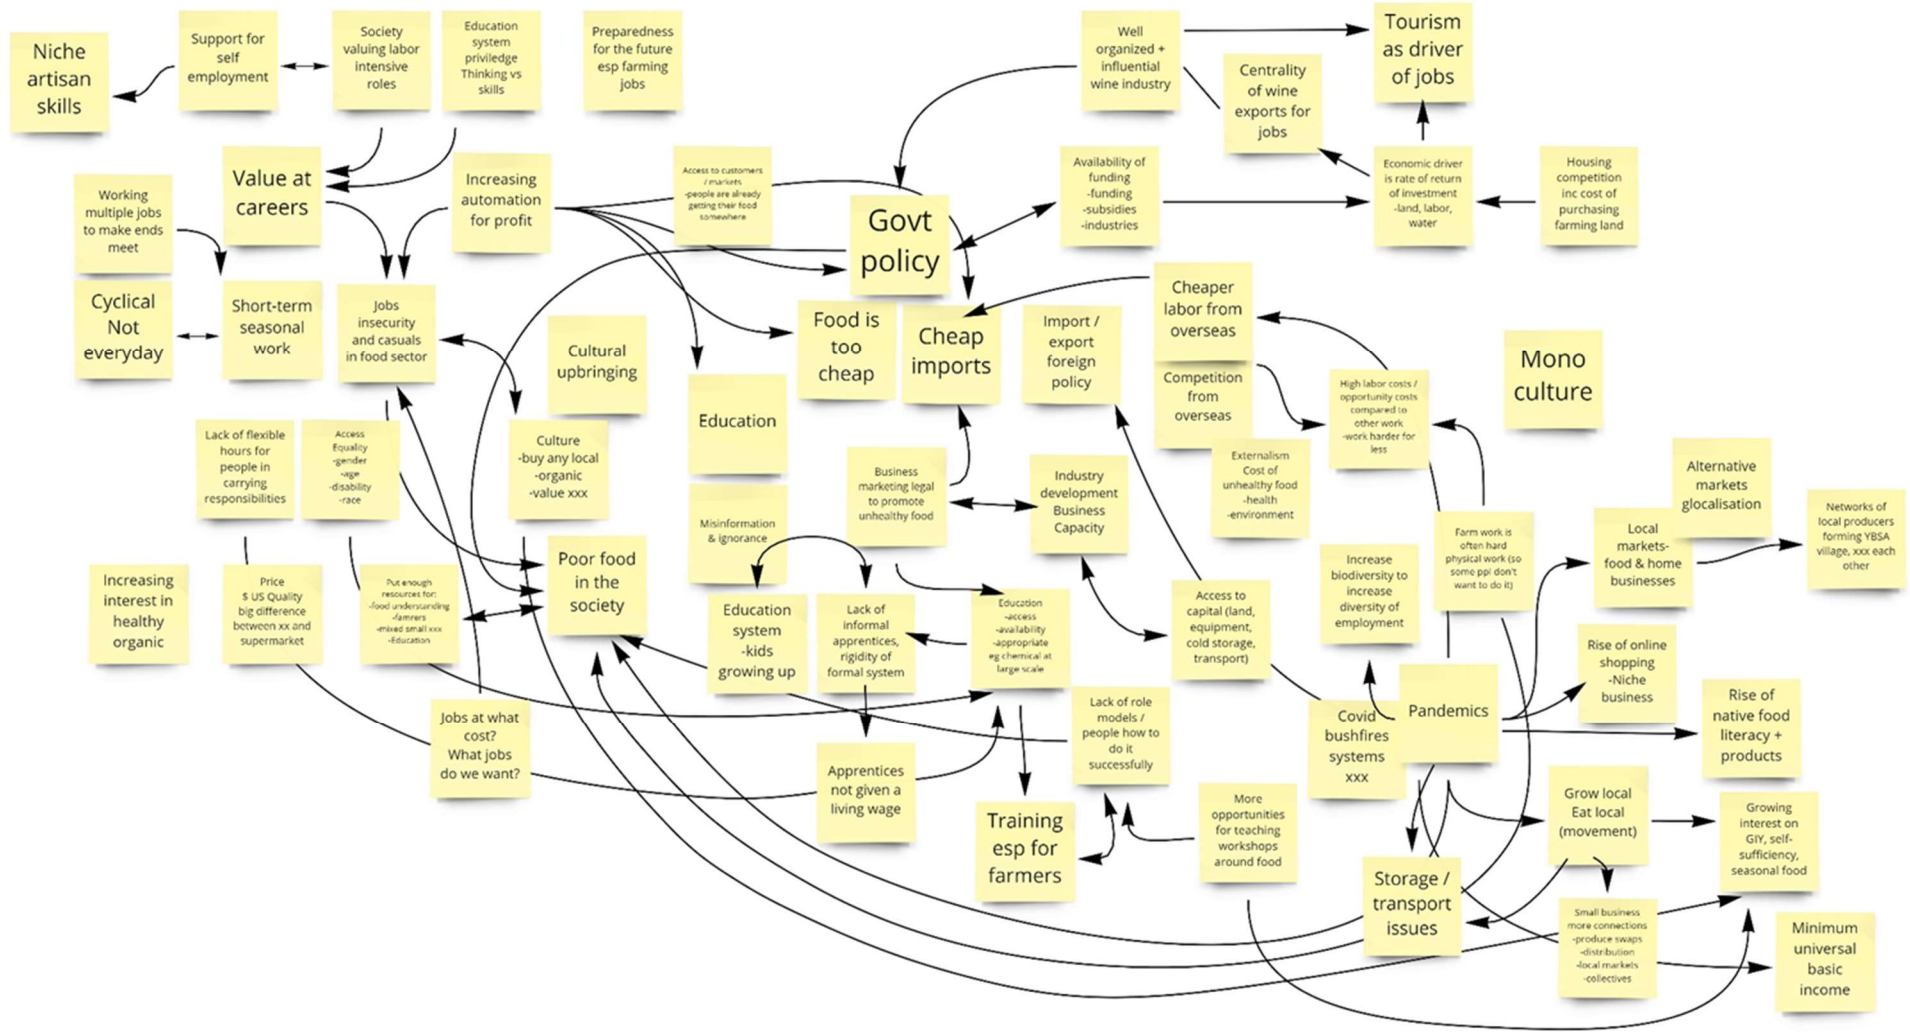 Niche
artisan
skills
Support for
self
employment
Society
valuing labor
intensive
roles
Education
system
priviledge
Thinking vs
skills
Preparedness
for the future
esp farming
jobs
Well
organized +
influential
wine industry
Centrality
of wine
exports for
jobs
Tourism
as driver
of jobs
Working
multiple jobs
to make ends
meet
Value at
careers
Increasing
automation
for profit
Access to customers
/ markets
-people are already
getting their food
somewhere
Govt
policy
Availability of
funding
-funding
-subsidies
-industries
Economic driver
is rate of return
of investment
-land, labor,
water
Housing
competition
inc cost of
purchasing
farming land
Cyclical
Not
everyday
Short-term
seasonal
work
Jobs
insecurity
and casuals
in food sector
Cultural
upbringing
Food is
too
cheap
Cheap
imports
Import /
export
foreign
policy
Cheaper
labor from
overseas
Competition
from
overseas
High labor costs /
opportunity costs
compared to
other work
-work harder for
less
Mono
culture
Lack of flexible
hours for
people in
carrying
responsibilities
Access
Equality
-gender
-age
-disability
-race
Culture
-buy any local
-organic
-value xxx
Education
Business
marketing legal
to promote
unhealthy food
Industry
development
Business
Capacity
Externalism
Cost of
unhealthy food
-health
-environment
Alternative
markets
glocalisation
Local
markets-
food & home
businesses
Networks of
local producers
forming YBSA
village, xxx each
other
Misinformation
& ignorance
Farm work is
often hard
physical work (so
some ppl don't
want to do it)
Increase
biodiversity to
increase
diversity of
employment
Increasing
interest in
healthy
organic
Price
$ US Quality
big difference
between xx and
supermarket
Put enough
resources for:
-food understanding
-famrers
-mixed small xxx
-Education
Poor food
in the
society
Education
system
-kids
growing up
Lack of
informal
apprentices,
rigidity of
formal system
Education
-access
-availability
-appropriate
eg chemical at
large scale
Access to
capital (land,
equipment,
cold storage,
transport)
Rise of online
shopping
-Niche
business
Jobs at what
cost?
What jobs
do we want?
Apprentices
not given a
living wage
Lack of role
models /
people how to
do it
successfully
Covid
bushfires
systems
xxx
Pandemics
Rise of
native food
literacy +
products
Training
esp for
farmers
More
opportunities
for teaching
workshops
around food
Grow local
Eat local
(movement)
Growing
interest on
GIY, self-
sufficiency,
seasonal food
Storage /
transport
issues
Small business
more connections
-produce swaps
-distribution
-local markets
-collectives
Minimum
universal
basic
income